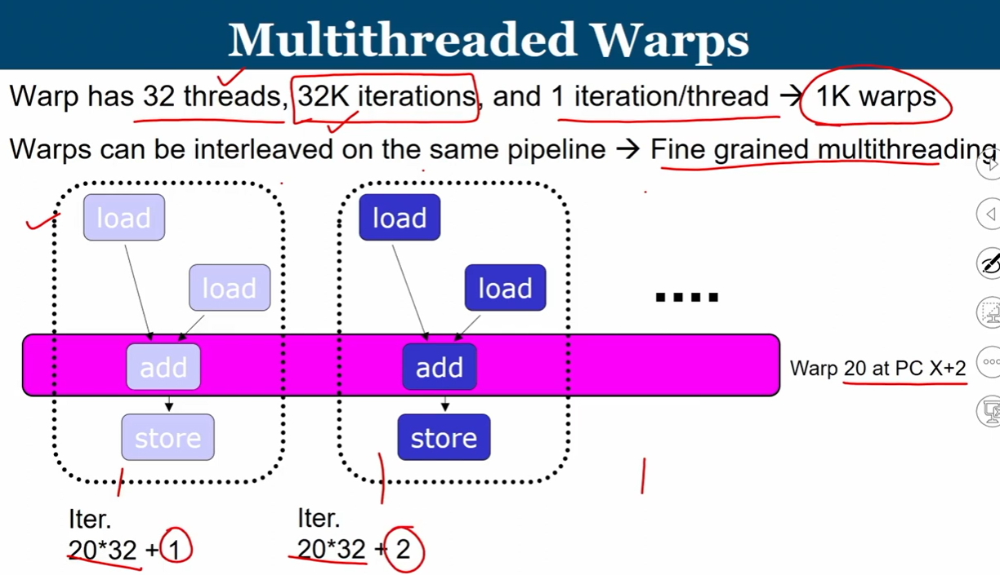 Multithreaded Warps
Warp has 32 threads, 32K iterations, and 1 iteration/thread → 1K warps
Warps can be interleaved on the same pipeline → Fine grained multithreading
load
load
load
load
add
add
Warp 20 at PC X+2
store
store
Iter.
20*32 + 1
Iter.
20*32 + 2